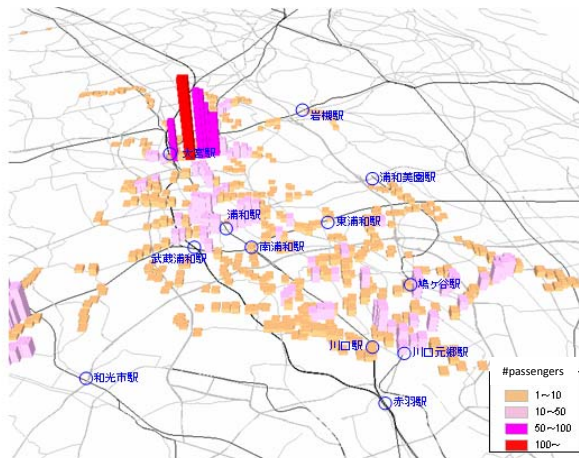 岩槻駅
大宮駅
浦和美園駅
浦和駅
東浦和駅
南浦和駅
武蔵浦和駅
鳩ヶ谷駅
川口駅
川口元郷駅
和光市駅
赤羽駅
#passengers
1～10
10～50
50～100
100～